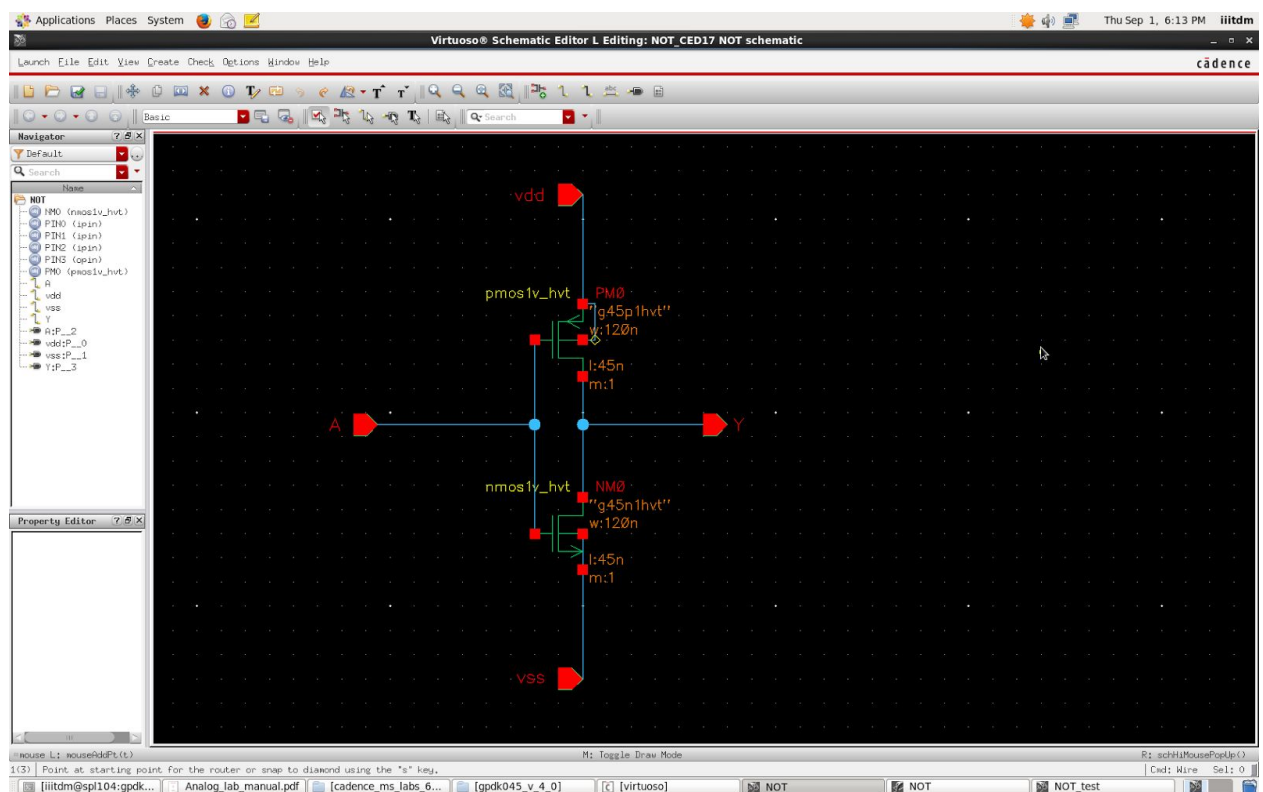 Applications Places System Thu Sep 1, 6:13 PM iiitdm
Virtuoso® Schematic Editor L Editing: NOT_CED17 NOT schematic
Launch File Edit View Create Check Options Window Help cādence
Basic Search
Navigator
Default
Search
Name
NOT
NM0 (nmos1v_hvt)
PIN0 (ipin)
PIN1 (ipin)
PIN2 (ipin)
PIN3 (opin)
PM0 (pmos1v_hvt)
A
vdd
vss
Y
A:P__2
vdd:P__0
vss:P__1
Y:P__3
Property Editor
vdd
pmos1v_hvt PM0
"g45p1hvt"
w:120n
l:45n
m:1
A Y
nmos1v_hvt NM0
"g45n1hvt"
w:120n
l:45n
m:1
vss
mouse L: mouseAddPt(t) M: Toggle Draw Mode R: schHiMousePopUp()
1(3) Point at starting point for the router or snap to diamond using the "s" key. Cmd: Wire Sel: 0
[iiitdm@spl104:gpdk... Analog_lab_manual.pdf [cadence_ms_labs_6... [gpdk045_v_4_0] [virtuoso] NOT NOT NOT_test